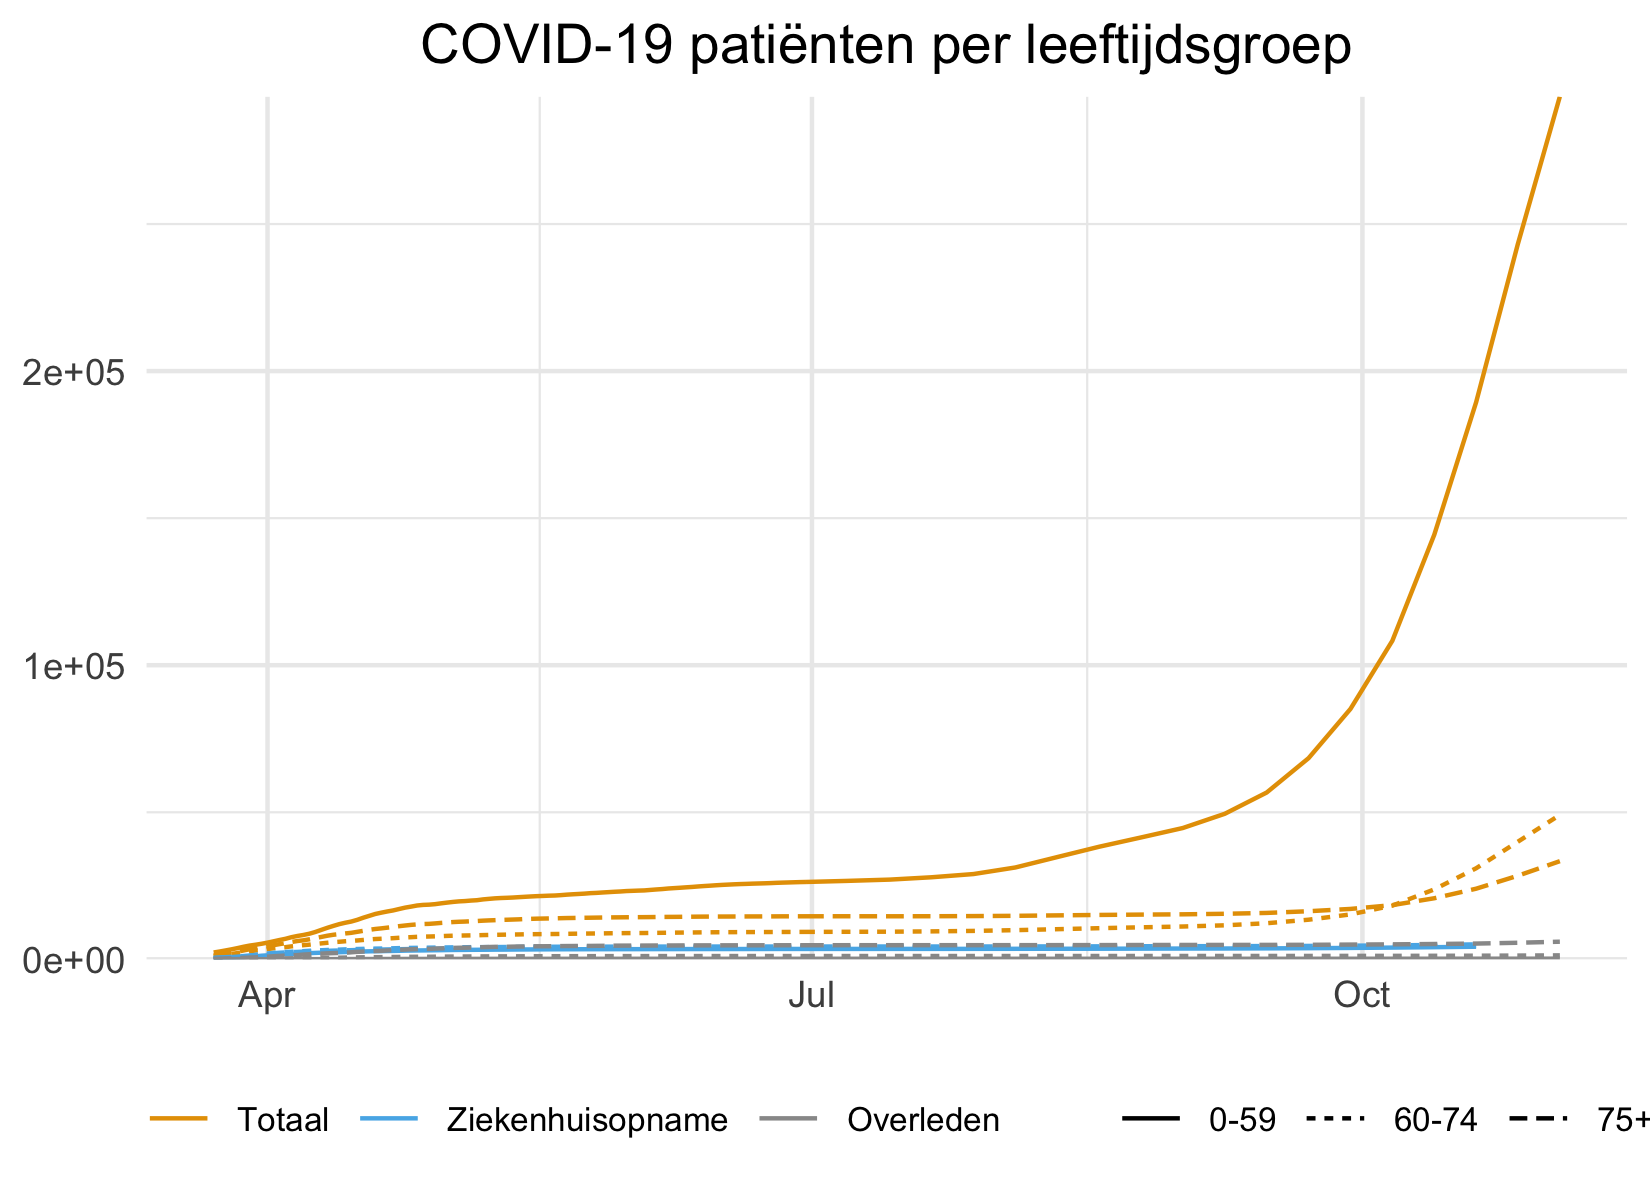 COVID-19 patiënten per leeftijdsgroep
2e+05
1e+05
0e+00
Apr Jul Oct
Totaal Ziekenhuisopname Overleden 0-59 60-74 75+